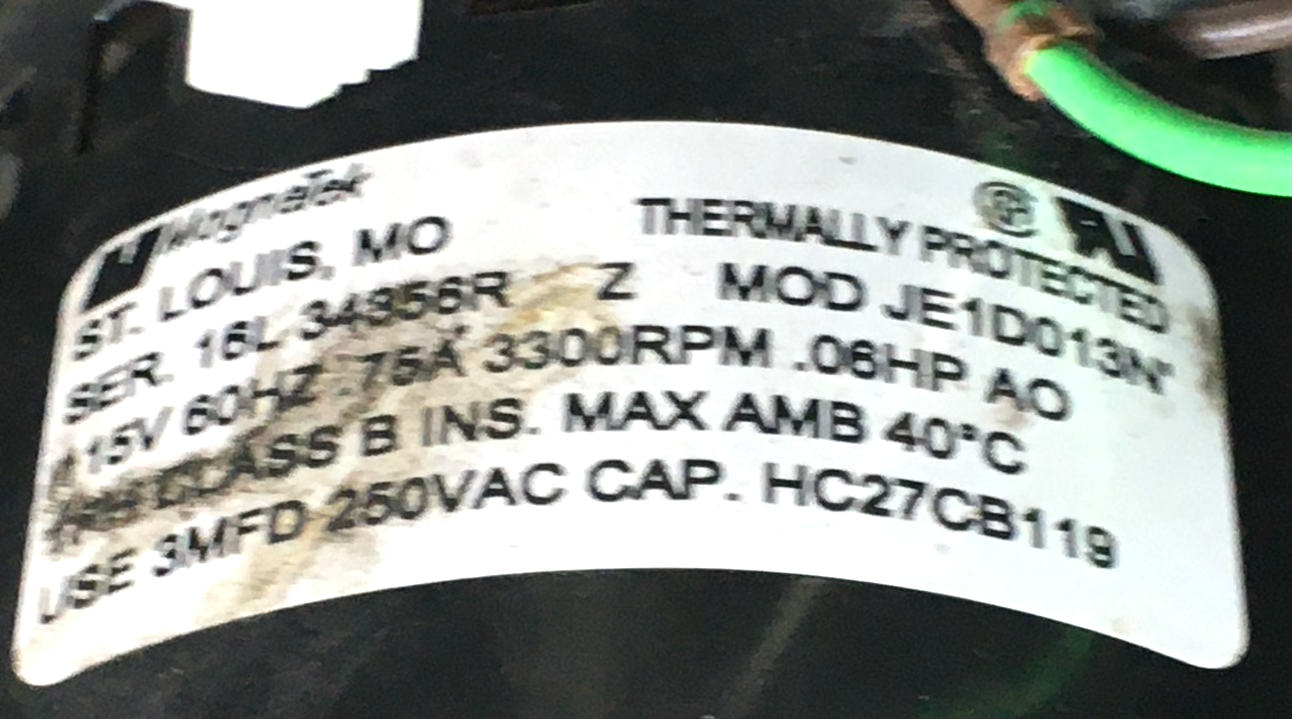 MagneTek
ST. LOUIS, MO THERMALLY PROTECTED
SER. 16L 34356R Z MOD JE1D013N
115V 60HZ .75A 3300RPM .06HP AO
CLASS B INS. MAX AMB 40°C
USE 3MFD 250VAC CAP. HC27CB119